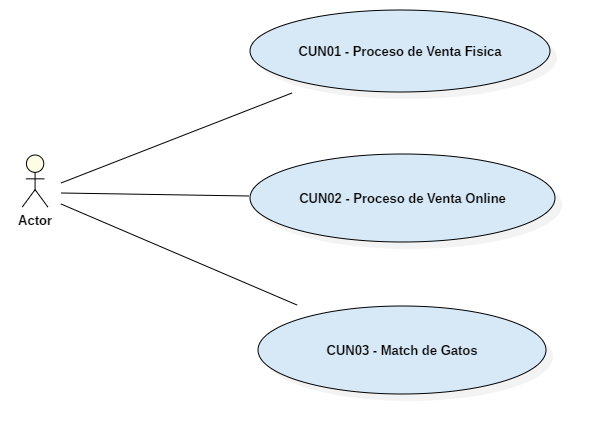 CUN01 - Proceso de Venta Fisica
CUN02 - Proceso de Venta Online
Actor
CUN03 - Match de Gatos